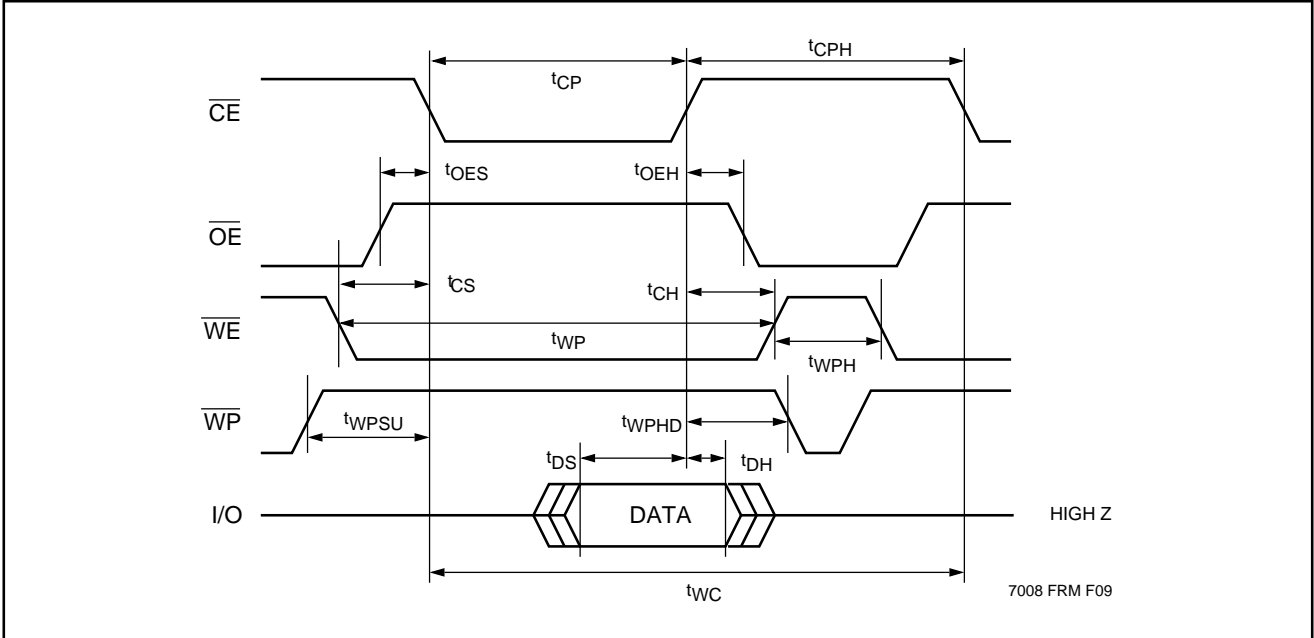 tCPH
tCP
CE
tOES
tOEH
OE
tCS
tCH
WE
tWP
tWPH
WP
tWPSU
tWPHD
tDS
tDH
I/O
DATA
HIGH Z
tWC
7008 FRM F09